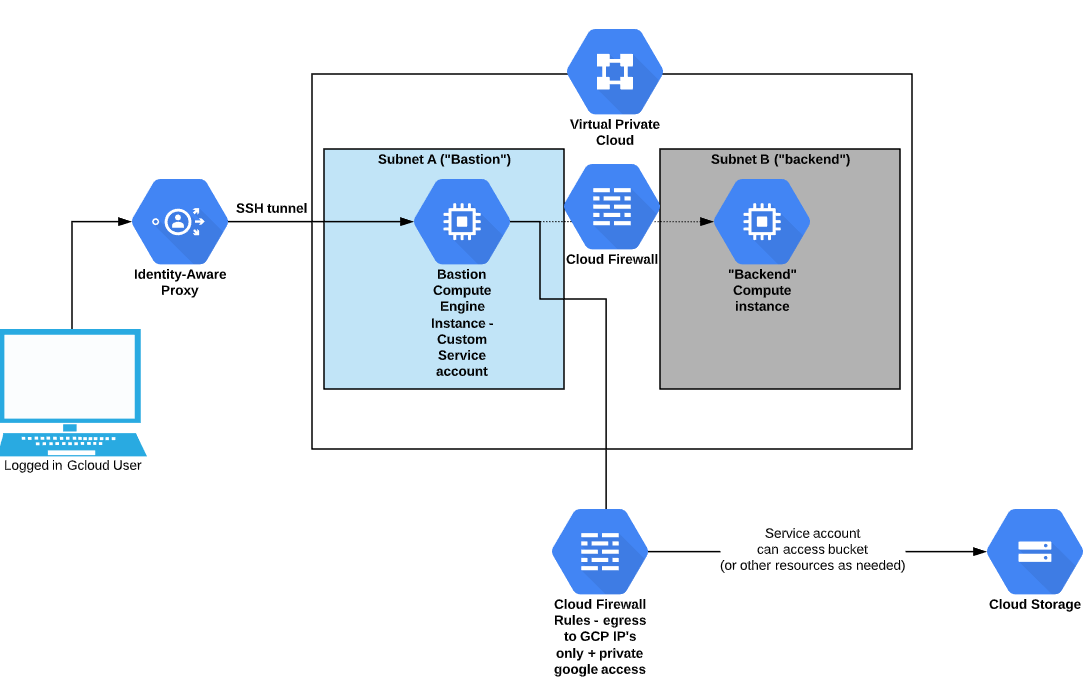 Virtual Private
Cloud
Subnet A ("Bastion")
Subnet B ("backend")
SSH tunnel
Identity-Aware
Proxy
Bastion
Compute
Engine
Instance -
Custom
Service
account
Cloud Firewall
"Backend"
Compute
instance
Logged in Gcloud User
Service account
can access bucket
(or other resources as needed)
Cloud Firewall
Rules - egress
to GCP IP's
only + private
google access
Cloud Storage